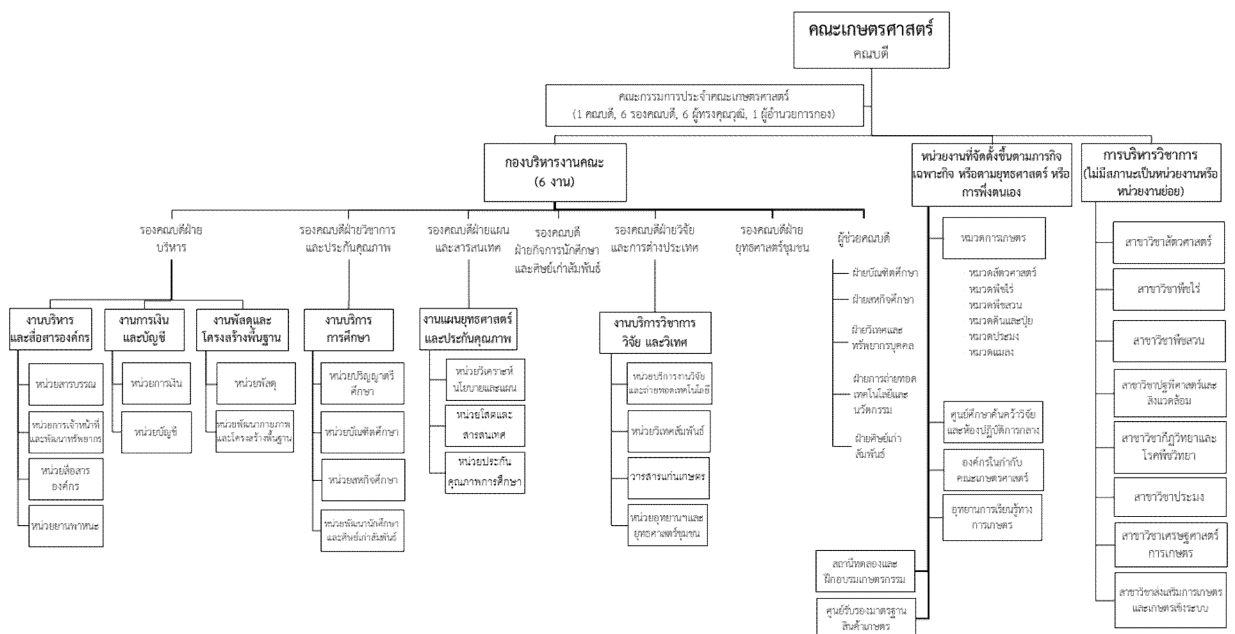 คณะเกษตรศาสตร์
คณบดี
คณะกรรมการประจำคณะเกษตรศาสตร์
(1 คณบดี, 6 รองคณบดี, 6 ผู้ทรงคุณวุฒิ, 1 ผู้อำนวยการกอง)
กองบริหารงานคณะ
(6 งาน)
หน่วยงานที่จัดตั้งขึ้นตามภารกิจ
เฉพาะกิจ หรือตามยุทธศาสตร์ หรือ
การพึ่งตนเอง
การบริหารวิชาการ
(ไม่มีสภานะเป็นหน่วยงานหรือ
หน่วยงานย่อย)
รองคณบดีฝ่าย
บริหาร
รองคณบดีฝ่ายวิชาการ
และประกันคุณภาพ
รองคณบดีฝ่ายแผน
และสารสนเทศ
รองคณบดี
ฝ่ายกิจการนักศึกษา
และศิษย์เก่าสัมพันธ์
รองคณบดีฝ่ายวิจัย
และการต่างประเทศ
รองคณบดีฝ่าย
ยุทธศาสตร์ชุมชน
ผู้ช่วยคณบดี
ฝ่ายบัณฑิตศึกษา
ฝ่ายสหกิจศึกษา
ฝ่ายวิเทศและ
ทรัพยากรบุคคล
ฝ่ายการถ่ายทอด
เทคโนโลยีและ
นวัตกรรม
ฝ่ายศิษย์เก่า
สัมพันธ์
งานบริหาร
และสื่อสารองค์กร
หน่วยสารบรรณ
หน่วยการเจ้าหน้าที่
และพัฒนาทรัพยากร
หน่วยสื่อสาร
องค์กร
หน่วยยานพาหนะ
งานการเงิน
และบัญชี
หน่วยการเงิน
หน่วยบัญชี
งานพัสดุและ
โครงสร้างพื้นฐาน
หน่วยพัสดุ
หน่วยพัฒนากายภาพ
และโครงสร้างพื้นฐาน
งานบริการ
การศึกษา
หน่วยปริญญาตรี
ศึกษา
หน่วยบัณฑิตศึกษา
หน่วยสหกิจศึกษา
หน่วยพัฒนานักศึกษา
และศิษย์เก่าสัมพันธ์
งานแผนยุทธศาสตร์
และประกันคุณภาพ
หน่วยวิเคราะห์
นโยบายและแผน
หน่วยโสตและ
สารสนเทศ
หน่วยประกัน
คุณภาพการศึกษา
งานบริการวิชาการ
วิจัย และวิเทศ
หน่วยบริการงานวิจัย
และถ่ายทอดเทคโนโลยี
หน่วยวิเทศสัมพันธ์
วารสารแก่นเกษตร
หน่วยอุทยานฯและ
ยุทธศาสตร์ชุมชน
หมวดการเกษตร
· หมวดสัตวศาสตร์
· หมวดพืชไร่
· หมวดพืชสวน
· หมวดดินและปุ๋ย
· หมวดประมง
· หมวดแมลง
ศูนย์ศึกษาค้นคว้าวิจัย
และห้องปฏิบัติการกลาง
องค์กรในกำกับ
คณะเกษตรศาสตร์
อุทยานการเรียนรู้ทาง
การเกษตร
สถานีทดลองและ
ฝึกอบรมเกษตรกรรม
ศูนย์รับรองมาตรฐาน
สินค้าเกษตร
สาขาวิชาสัตวศาสตร์
สาขาวิชาพืชไร่
สาขาวิชาพืชสวน
สาขาวิชาปฐพีศาสตร์และ
สิ่งแวดล้อม
สาขาวิชากีฏวิทยาและ
โรคพืชวิทยา
สาขาวิชาประมง
สาขาวิชาเศรษฐศาสตร์
การเกษตร
สาขาวิชาส่งเสริมการเกษตร
และเกษตรเชิงระบบ